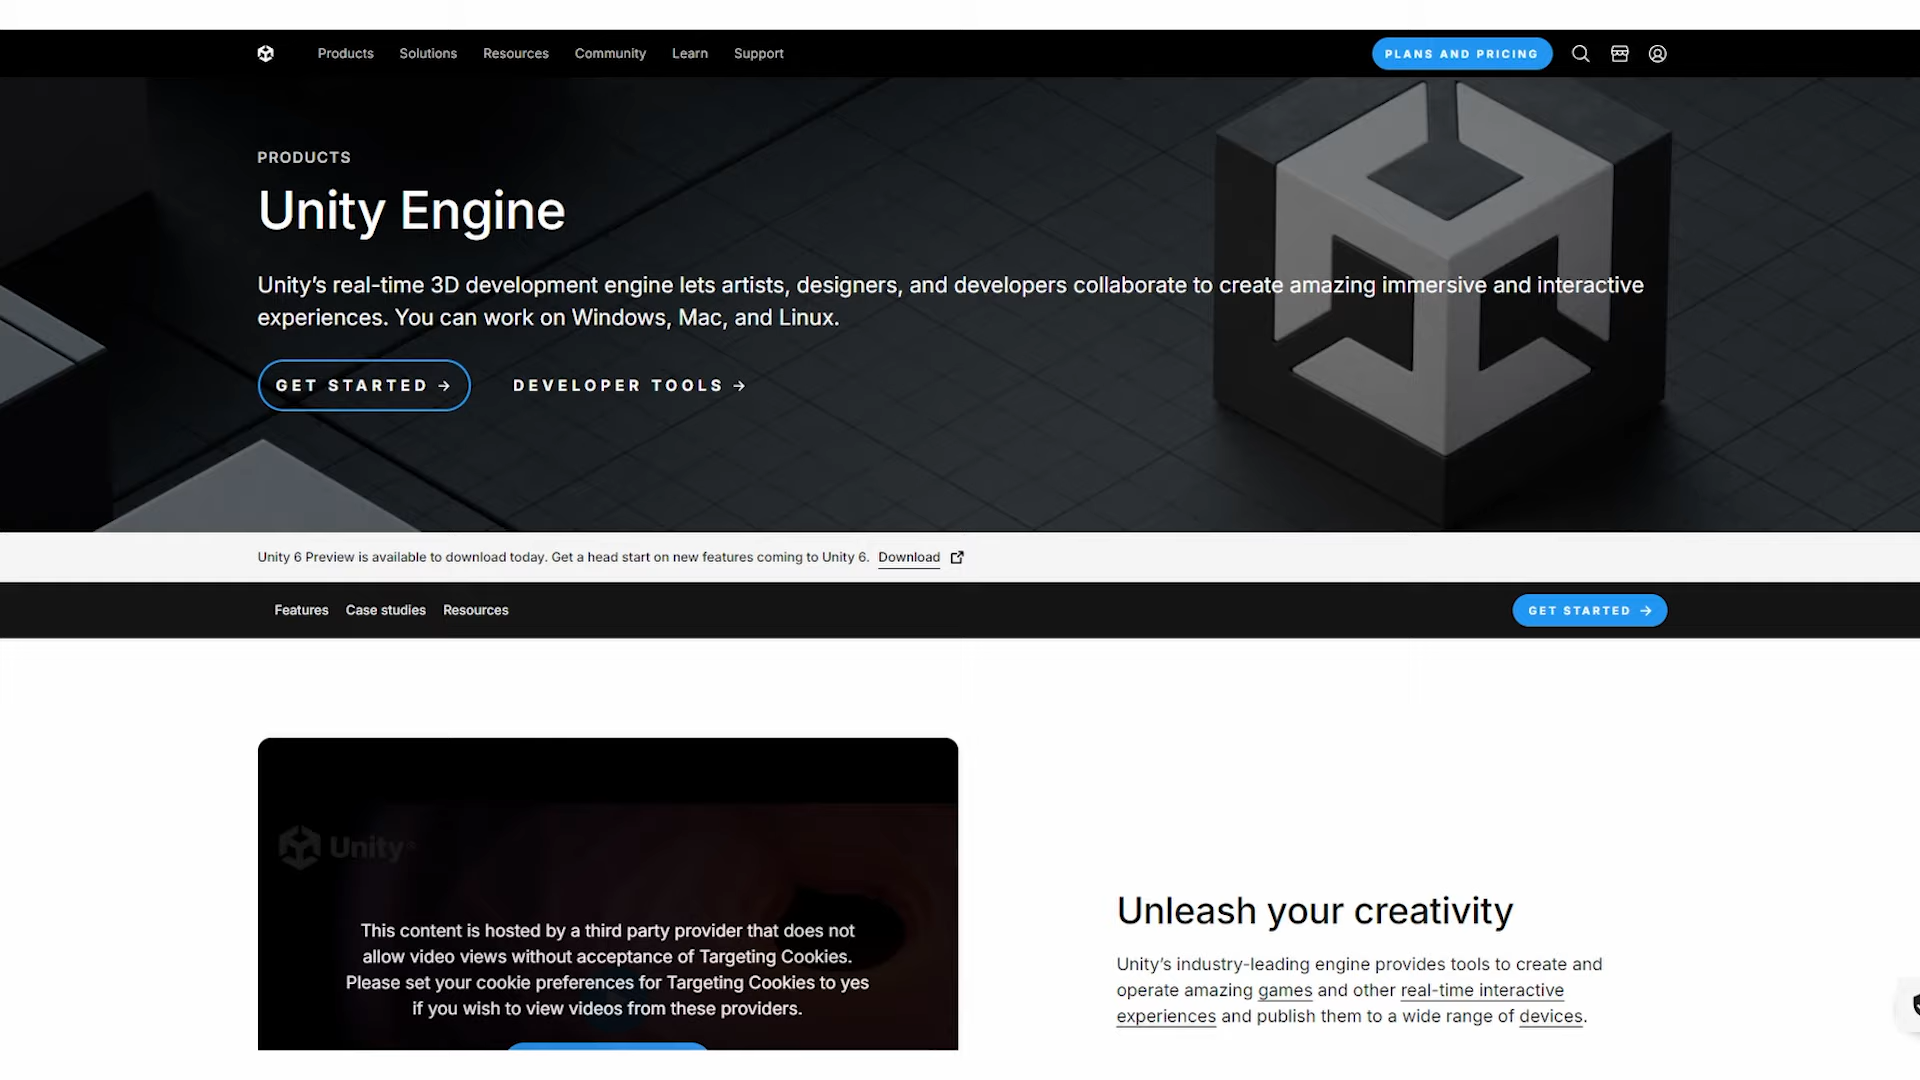 Products Solutions Resources Community Learn Support PLANS AND PRICING
PRODUCTS
Unity Engine
Unity’s real-time 3D development engine lets artists, designers, and developers collaborate to create amazing immersive and interactive
experiences. You can work on Windows, Mac, and Linux.
GET STARTED → DEVELOPER TOOLS →
Unity 6 Preview is available to download today. Get a head start on new features coming to Unity 6. Download
Features Case studies Resources GET STARTED →
Unity
This content is hosted by a third party provider that does not
allow video views without acceptance of Targeting Cookies.
Please set your cookie preferences for Targeting Cookies to yes
if you wish to view videos from these providers.
Unleash your creativity
Unity’s industry-leading engine provides tools to create and
operate amazing games and other real-time interactive
experiences and publish them to a wide range of devices.